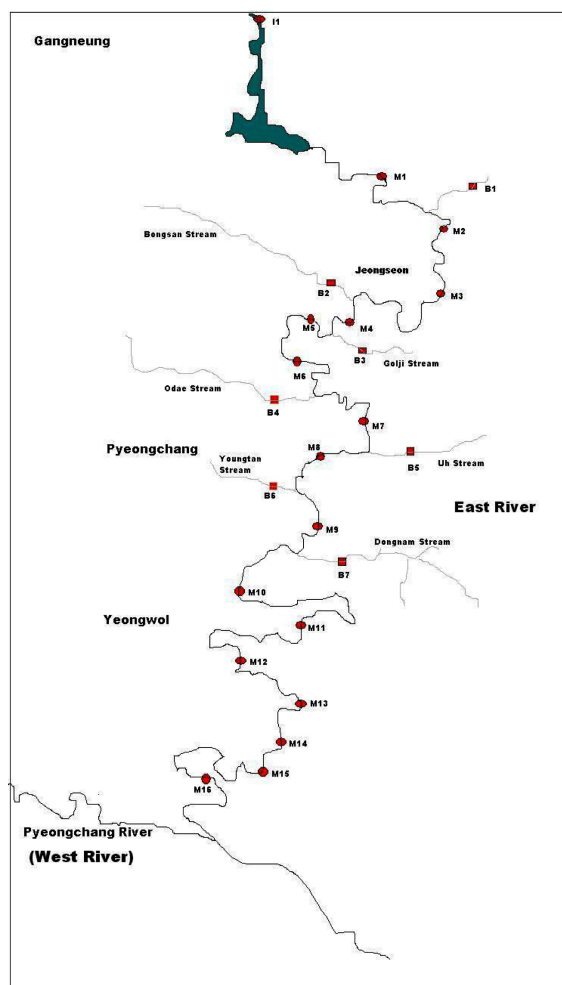 I1
Gangneung
M1
B1
M2
Bongsan Stream
Jeongseon
B2
M3
M5
M4
B3
Golji Stream
M6
Odae Stream
B4
M7
Pyeongchang
M8
Youngtan
Stream
B5
Uh Stream
B6
East River
M9
Dongnam Stream
B7
M10
Yeongwol
M11
M12
M13
M14
M15
M16
Pyeongchang River
(West River)